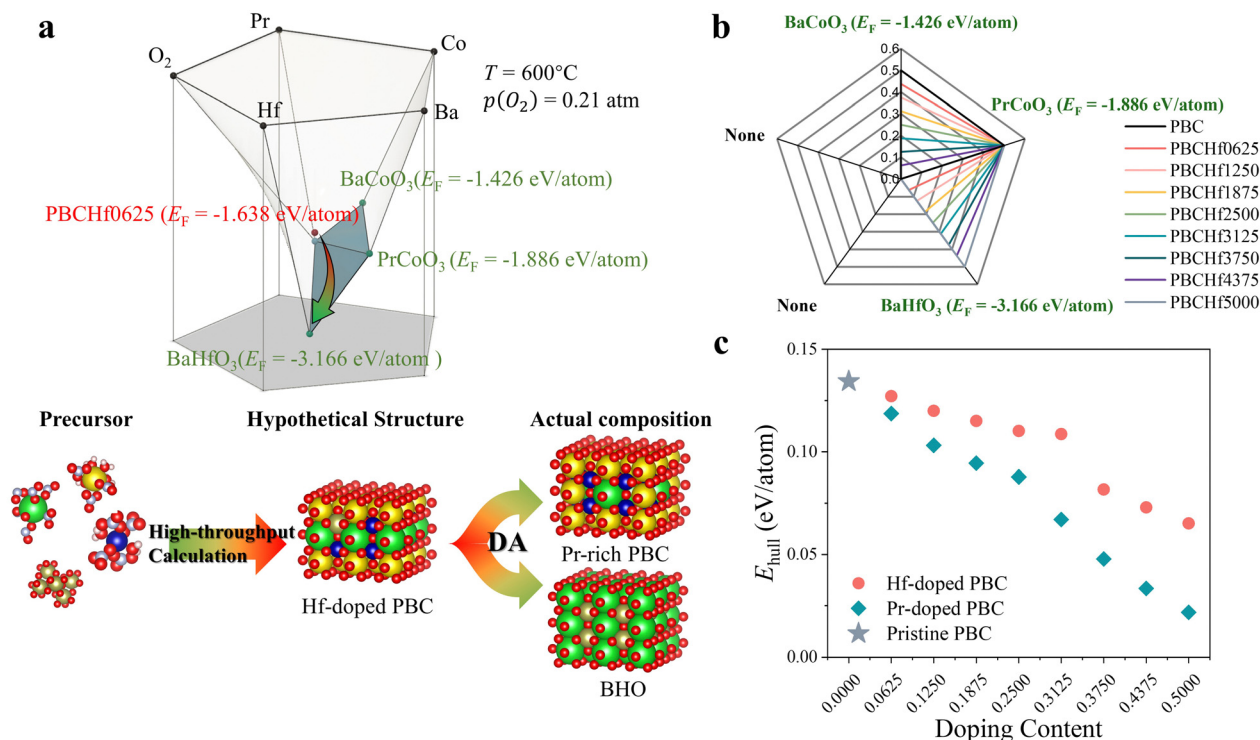 a
Pr
Co
O2
T = 600°C
p(O2) = 0.21 atm
Hf
Ba
BaCoO3(EF = -1.426 eV/atom)
PBCHf0625 (EF = -1.638 eV/atom)
PrCoO3 (EF = -1.886 eV/atom)
BaHfO3(EF = -3.166 eV/atom )
Precursor
Hypothetical Structure
Actual composition
High-throughput
Calculation
DA
Hf-doped PBC
Pr-rich PBC
BHO
b
BaCoO3 (EF = -1.426 eV/atom)
0.6
0.5
0.4
0.3
0.2
0.1
0.0
PrCoO3 (EF = -1.886 eV/atom)
None
None
BaHfO3 (EF = -3.166 eV/atom)
PBC
PBCHf0625
PBCHf1250
PBCHf1875
PBCHf2500
PBCHf3125
PBCHf3750
PBCHf4375
PBCHf5000
c
0.15
0.10
0.05
0.00
Ehull (eV/atom)
Hf-doped PBC
Pr-doped PBC
Pristine PBC
0.0000
0.0625
0.1250
0.1875
0.2500
0.3125
0.3750
0.4375
0.5000
Doping Content